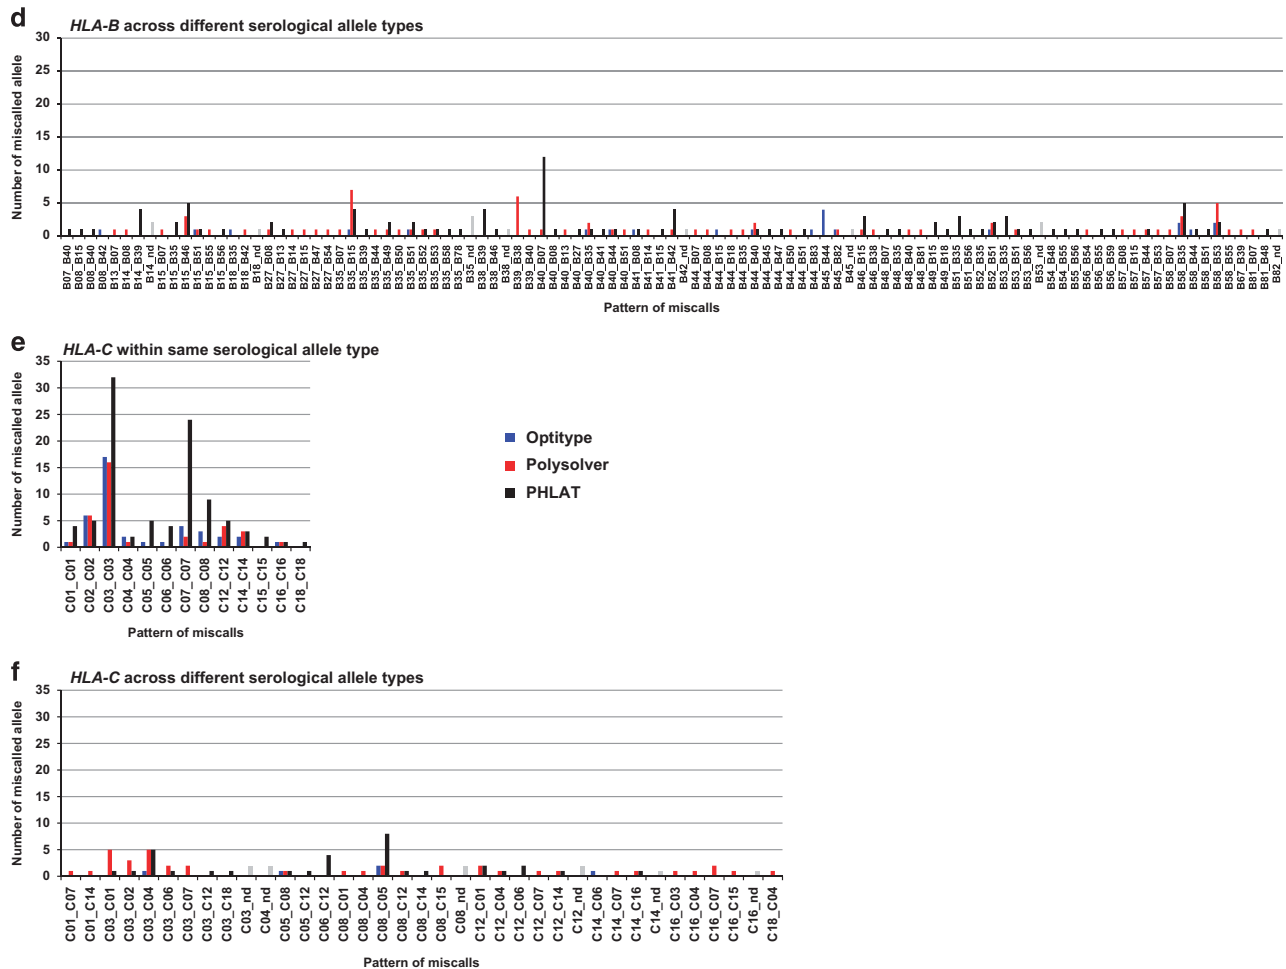 d
HLA-B across different serological allele types
Number of miscalled allele
30
25
20
15
10
5
0
B07_B40
B08_B15
B08_B40
B08_B42
B13_B07
B14_B08
B14_B39
B14_nd
B15_B07
B15_B35
B15_B46
B15_B51
B15_B55
B15_B56
B18_B35
B18_B42
B18_nd
B27_B08
B27_B13
B27_B14
B27_B15
B27_B47
B27_B54
B35_B07
B35_B15
B35_B39
B35_B44
B35_B49
B35_B50
B35_B51
B35_B52
B35_B53
B35_B58
B35_B78
B35_nd
B38_B39
B38_B46
B38_nd
B39_B38
B39_B40
B40_B07
B40_B08
B40_B13
B40_B27
B40_B35
B40_B41
B40_B44
B40_B51
B41_B08
B41_B14
B41_B15
B41_B42
B42_nd
B44_B07
B44_B08
B44_B15
B44_B18
B44_B35
B44_B40
B44_B45
B44_B47
B44_B50
B44_B51
B44_B83
B45_B44
B45_B82
B45_nd
B46_B15
B46_B38
B48_B07
B48_B35
B48_B40
B48_B81
B49_B15
B49_B18
B51_B35
B51_B56
B52_B35
B52_B51
B53_B35
B53_B51
B53_B56
B53_nd
B54_B48
B54_B55
B55_B56
B56_B54
B56_B55
B56_B59
B57_B08
B57_B15
B57_B44
B57_B53
B58_B07
B58_B35
B58_B44
B58_B51
B58_B53
B58_B55
B67_B39
B81_B07
B81_B48
B82_nd
Pattern of miscalls
e
HLA-C within same serological allele type
Number of miscalled allele
35
30
25
20
15
10
5
0
C01_C01
C02_C02
C03_C03
C04_C04
C05_C05
C06_C06
C07_C07
C08_C08
C12_C12
C14_C14
C15_C15
C16_C16
C18_C18
Pattern of miscalls
Optitype
Polysolver
PHLAT
f
HLA-C across different serological allele types
Number of miscalled allele
35
30
25
20
15
10
5
0
C01_C07
C01_C14
C03_C01
C03_C02
C03_C04
C03_C06
C03_C07
C03_C12
C03_C18
C03_nd
C04_nd
C05_C08
C05_C12
C06_C12
C08_C01
C08_C04
C08_C05
C08_C12
C08_C14
C08_C15
C08_nd
C12_C01
C12_C04
C12_C06
C12_C07
C12_C14
C12_nd
C14_C06
C14_C07
C14_C16
C14_nd
C16_C03
C16_C04
C16_C07
C16_C15
C16_nd
C18_C04
Pattern of miscalls